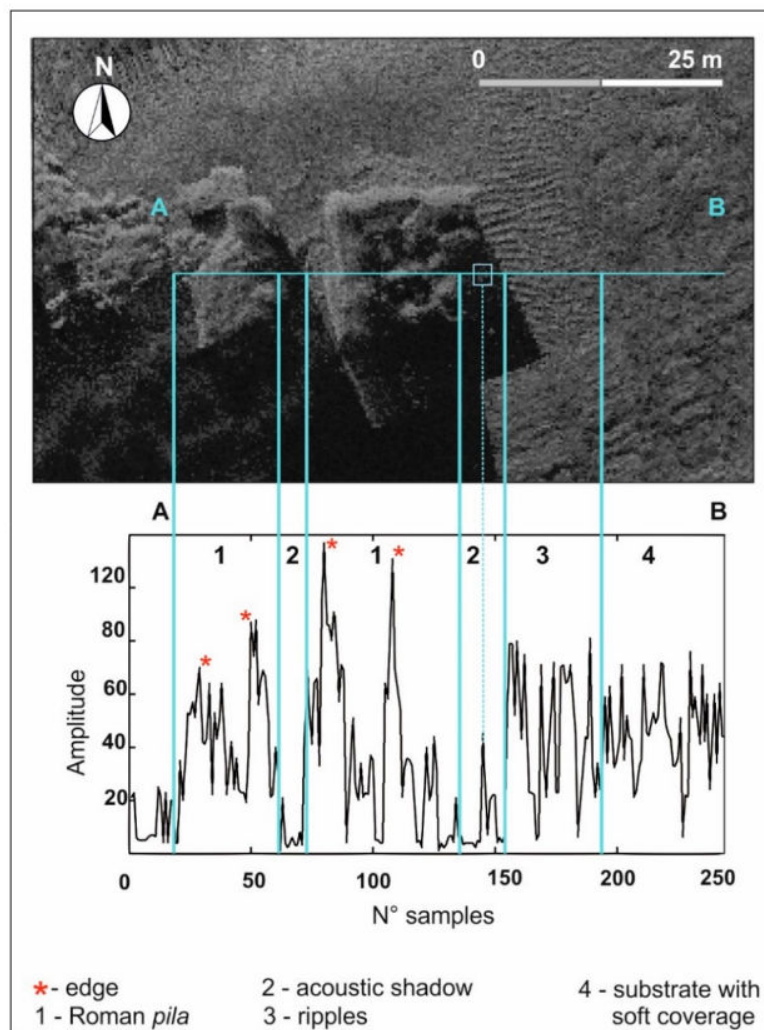 N
0 25 m
A B
A B
1 2 1 2 3 4
* * * *
120
80
60
40
20
Amplitude
0 50 100 150 200 250
N° samples
* - edge 2 - acoustic shadow 4 - substrate with
1 - Roman pila 3 - ripples soft coverage